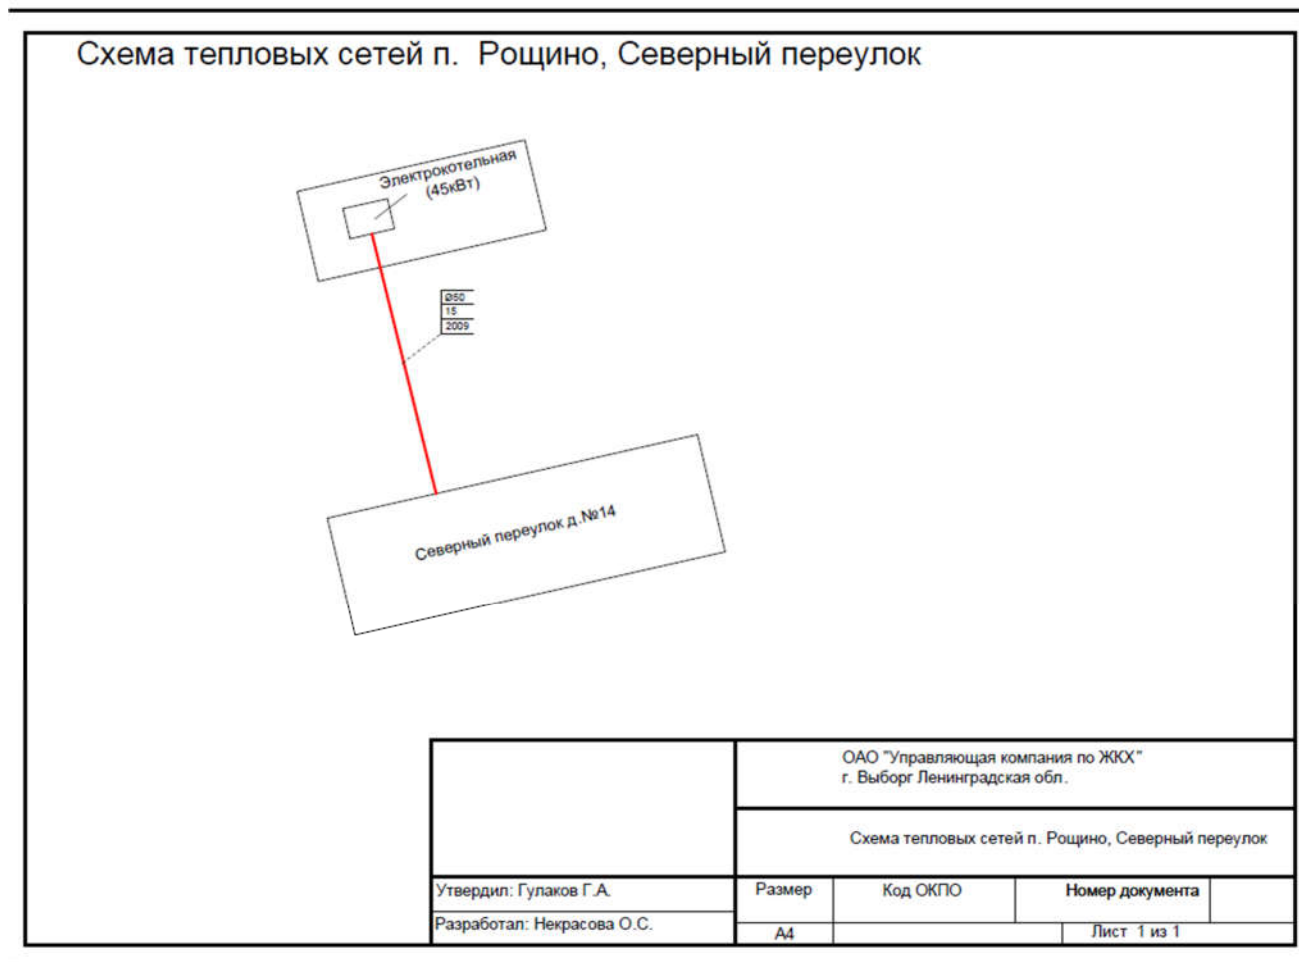 Схема тепловых сетей п. Рощино, Северный переулок
Электрокотельная
(45кВт)
Ø50
15
2009
Северный переулок д.№14
ОАО "Управляющая компания по ЖКХ"
г. Выборг Ленинградская обл.
Схема тепловых сетей п. Рощино, Северный переулок
Утвердил: Гулаков Г.А.
Размер
Код ОКПО
Номер документа
Разработал: Некрасова О.С.
А4
Лист 1 из 1